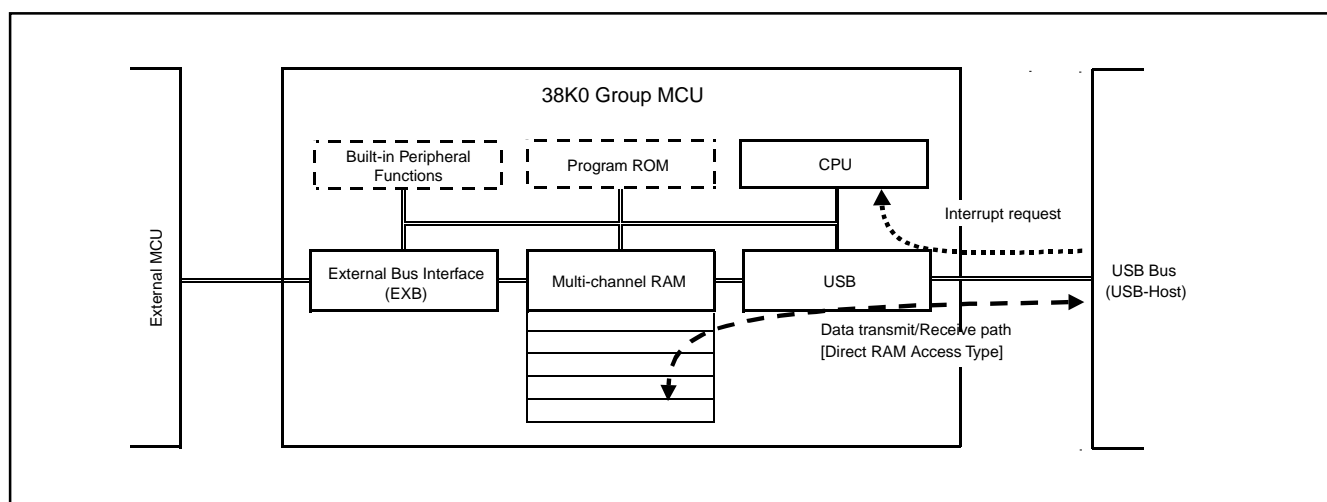 38K0 Group MCU
Built-in Peripheral
Functions
Program ROM
CPU
Interrupt request
External MCU
External Bus Interface
(EXB)
Multi-channel RAM
USB
USB Bus
(USB-Host)
Data transmit/Receive path
[Direct RAM Access Type]